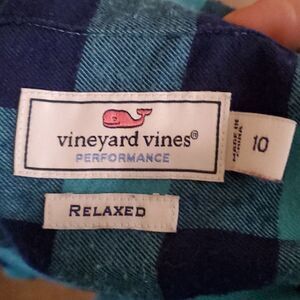 vineyard vines®
PERFORMANCE
MADE IN
CHINA
10
RELAXED